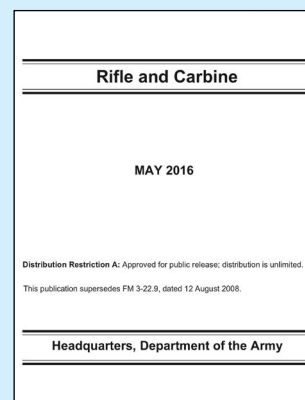 Rifle and Carbine
MAY 2016
Distribution Restriction A: Approved for public release; distribution is unlimited.
This publication supersedes FM 3-22.9, dated 12 August 2008.
Headquarters, Department of the Army